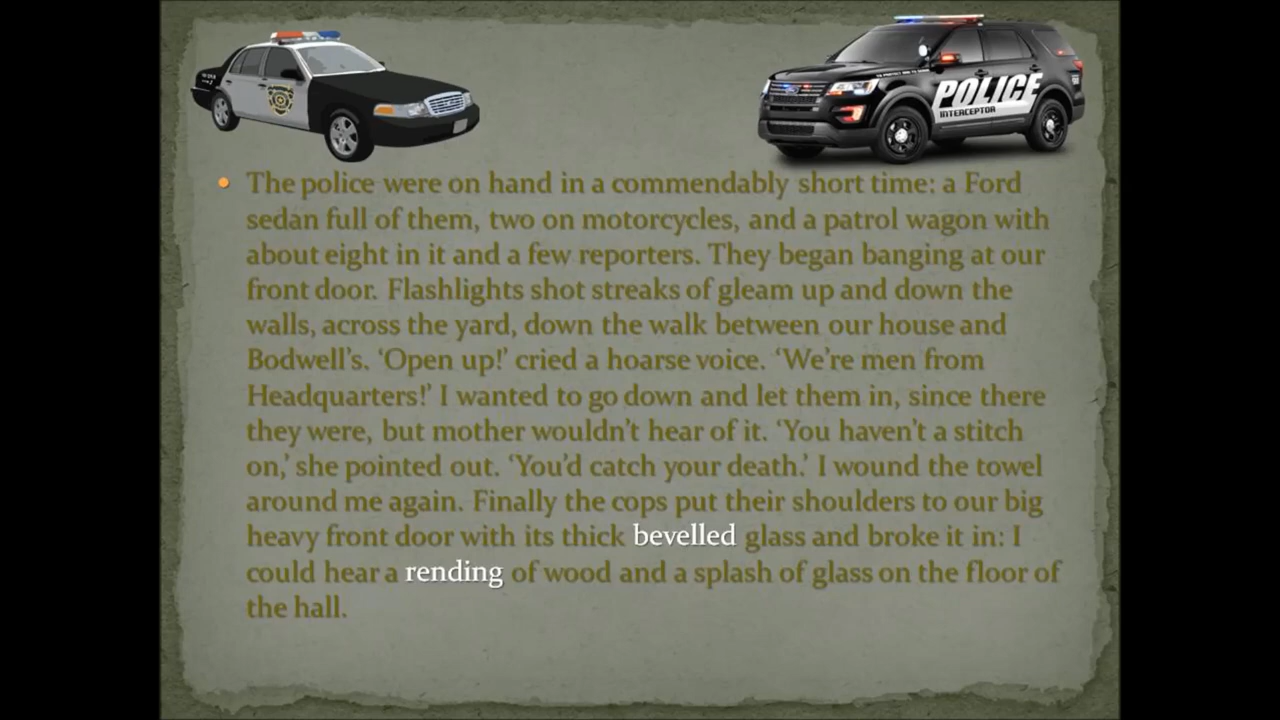 POLICE
INTERCEPTOR
The police were on hand in a commendably short time: a Ford
sedan full of them, two on motorcycles, and a patrol wagon with
about eight in it and a few reporters. They began banging at our
front door. Flashlights shot streaks of gleam up and down the
walls, across the yard, down the walk between our house and
Bodwell's. ‘Open up!’ cried a hoarse voice. ‘We're men from
Headquarters!’ I wanted to go down and let them in, since there
they were, but mother wouldn't hear of it. ‘You haven't a stitch
on,’ she pointed out. ‘You'd catch your death.’ I wound the towel
around me again. Finally the cops put their shoulders to our big
heavy front door with its thick bevelled glass and broke it in: I
could hear a rending of wood and a splash of glass on the floor of
the hall.